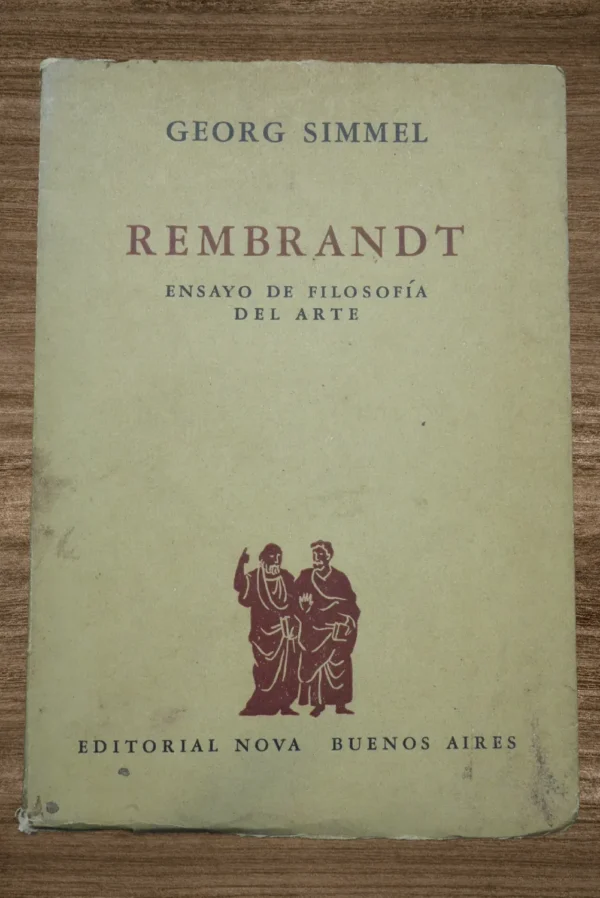 GEORG SIMMEL
REMBRANDT
ENSAYO DE FILOSOFÍA
DEL ARTE
EDITORIAL NOVA BUENOS AIRES